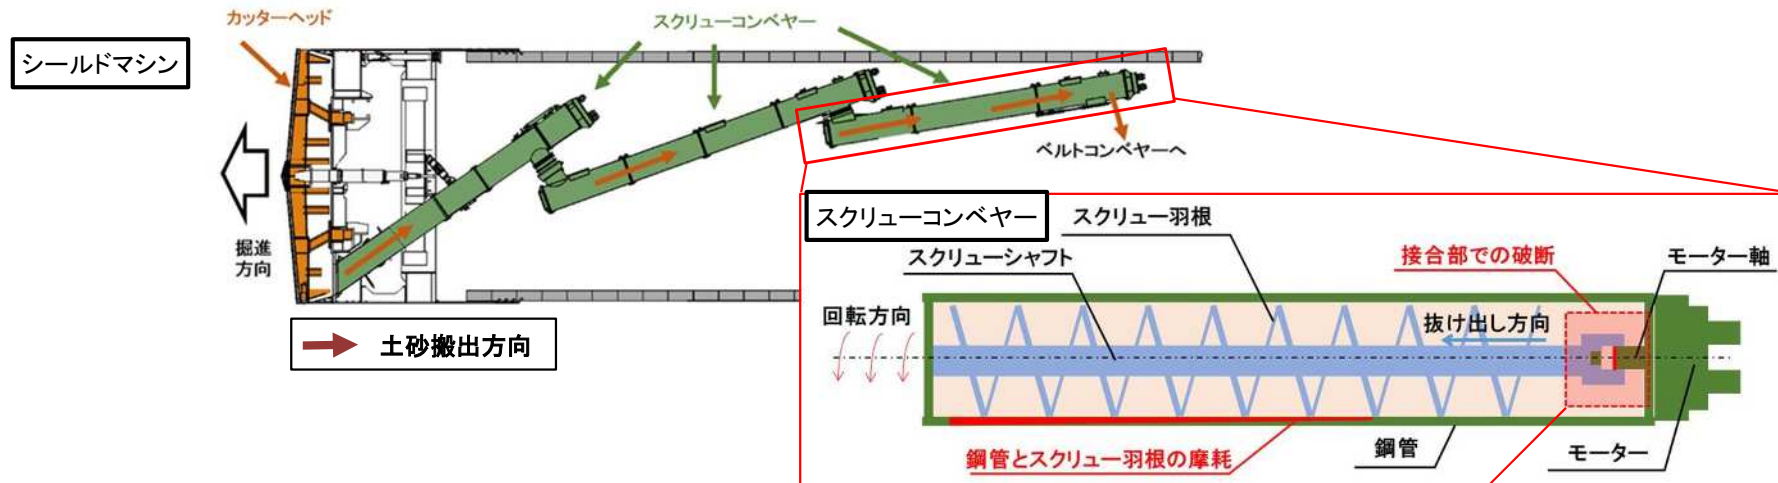 カッターヘッド
スクリューコンベヤー
シールドマシン
ベルトコンベヤーへ
掘進
方向
土砂搬出方向
スクリューコンベヤー
スクリュー羽根
スクリューシャフト
接合部での破断
モーター軸
回転方向
抜け出し方向
鋼管とスクリュー羽根の摩耗
鋼管
モーター